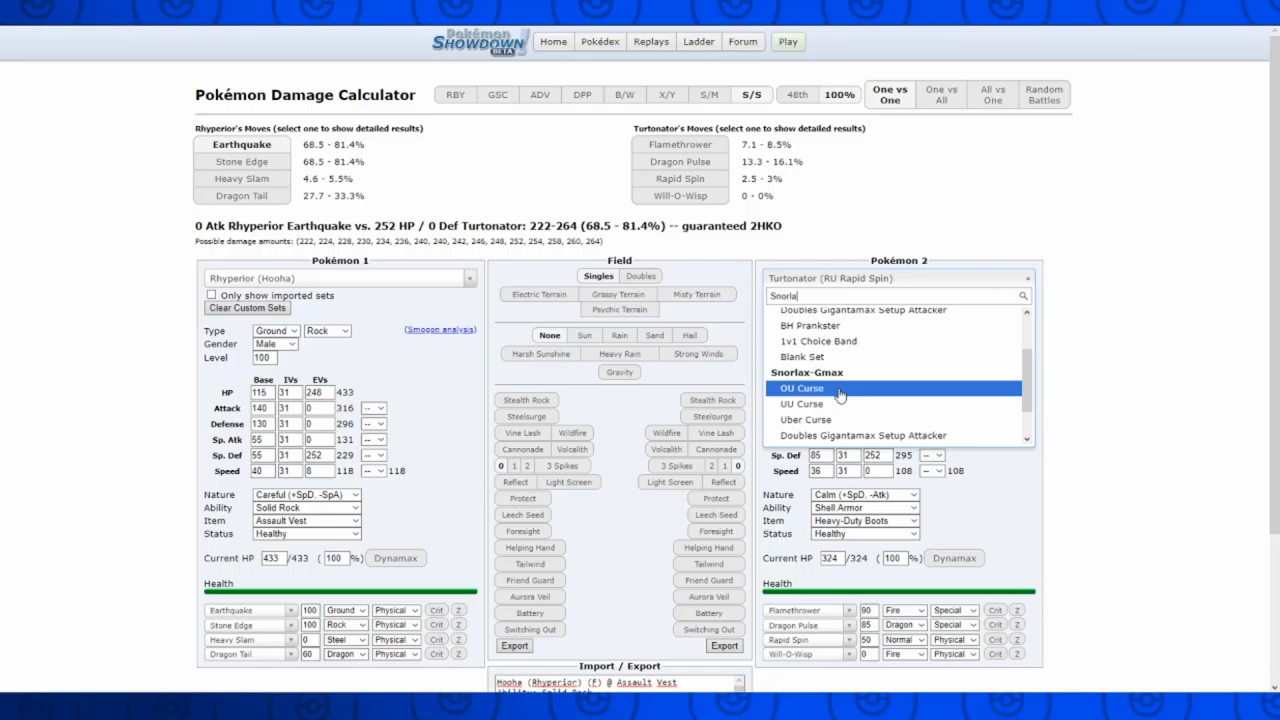 Pokémon
SHOWDOWN!
BETA
Home Pokédex Replays Ladder Forum Play
Pokémon Damage Calculator
RBY GSC ADV DPP B/W X/Y S/M S/S 48th 100% One vs One One vs All All vs One Random Battles
Rhyperior's Moves (select one to show detailed results)
Earthquake 68.5 - 81.4%
Stone Edge 68.5 - 81.4%
Heavy Slam 4.6 - 5.5%
Dragon Tail 27.7 - 33.3%
Turtonator's Moves (select one to show detailed results)
Flamethrower 7.1 - 8.5%
Dragon Pulse 13.3 - 16.1%
Rapid Spin 2.5 - 3%
Will-O-Wisp 0 - 0%
0 Atk Rhyperior Earthquake vs. 252 HP / 0 Def Turtonator: 222-264 (68.5 - 81.4%) -- guaranteed 2HKO
Possible damage amounts: (222, 224, 228, 230, 234, 236, 240, 240, 242, 246, 248, 252, 254, 258, 260, 264)
Pokémon 1
Rhyperior (Hooha)
Only show imported sets
Clear Custom Sets
Type Ground Rock (Smogon analysis)
Gender Male
Level 100
Base IVs EVs
HP 115 31 248 433
Attack 140 31 0 316 --
Defense 130 31 0 296 --
Sp. Atk 55 31 0 131 --
Sp. Def 55 31 252 229 --
Speed 40 31 8 118 -- 118
Nature Careful (+SpD, -SpA)
Ability Solid Rock
Item Assault Vest
Status Healthy
Current HP 433 /433 ( 100 %) Dynamax
Health
Earthquake 100 Ground Physical Crit Z
Stone Edge 100 Rock Physical Crit Z
Heavy Slam 0 Steel Physical Crit Z
Dragon Tail 60 Dragon Physical Crit Z
Field
Singles Doubles
Electric Terrain Grassy Terrain Misty Terrain
Psychic Terrain
None Sun Rain Sand Hail
Harsh Sunshine Heavy Rain Strong Winds
Gravity
Stealth Rock Stealth Rock
Steelsurge Steelsurge
Vine Lash Wildfire Wildfire Vine Lash
Cannonade Volcalith Volcalith Cannonade
0 1 2 3 Spikes 3 Spikes 2 1 0
Reflect Light Screen Light Screen Reflect
Protect Protect
Leech Seed Leech Seed
Foresight Foresight
Helping Hand Helping Hand
Tailwind Tailwind
Friend Guard Friend Guard
Aurora Veil Aurora Veil
Battery Battery
Switching Out Switching Out
Export Export
Import / Export
Hooha (Rhyperior) (F) @ Assault Vest
Ability: Solid Rock
Pokémon 2
Turtonator (RU Rapid Spin)
Snorla
Doubles Gigantamax Setup Attacker
BH Prankster
1v1 Choice Band
Blank Set
Snorlax-Gmax
OU Curse
UU Curse
Uber Curse
Doubles Gigantamax Setup Attacker
Sp. Def 85 31 252 295 --
Speed 36 31 0 108 -- 108
Nature Calm (+SpD, -Atk)
Ability Shell Armor
Item Heavy-Duty Boots
Status Healthy
Current HP 324 /324 ( 100 %) Dynamax
Health
Flamethrower 90 Fire Special Crit Z
Dragon Pulse 85 Dragon Special Crit Z
Rapid Spin 50 Normal Physical Crit Z
Will-O-Wisp 0 Fire Physical Crit Z